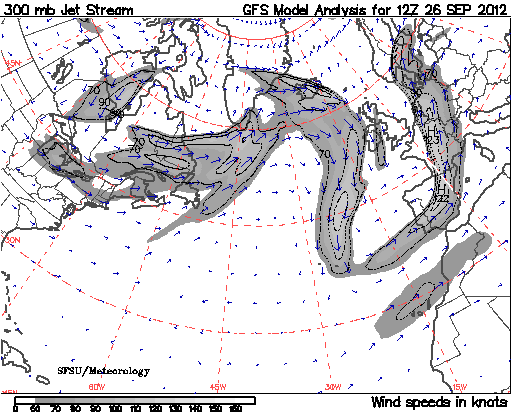 300 mb Jet Stream GFS Model Analysis for 12Z 26 SEP 2012
45N
70
90
70
70
30N
122
SFSU/Meteorology
45W
30W
15W
0 60 70 80 90 100 110 120 130 140 150 160
Wind speeds in knots